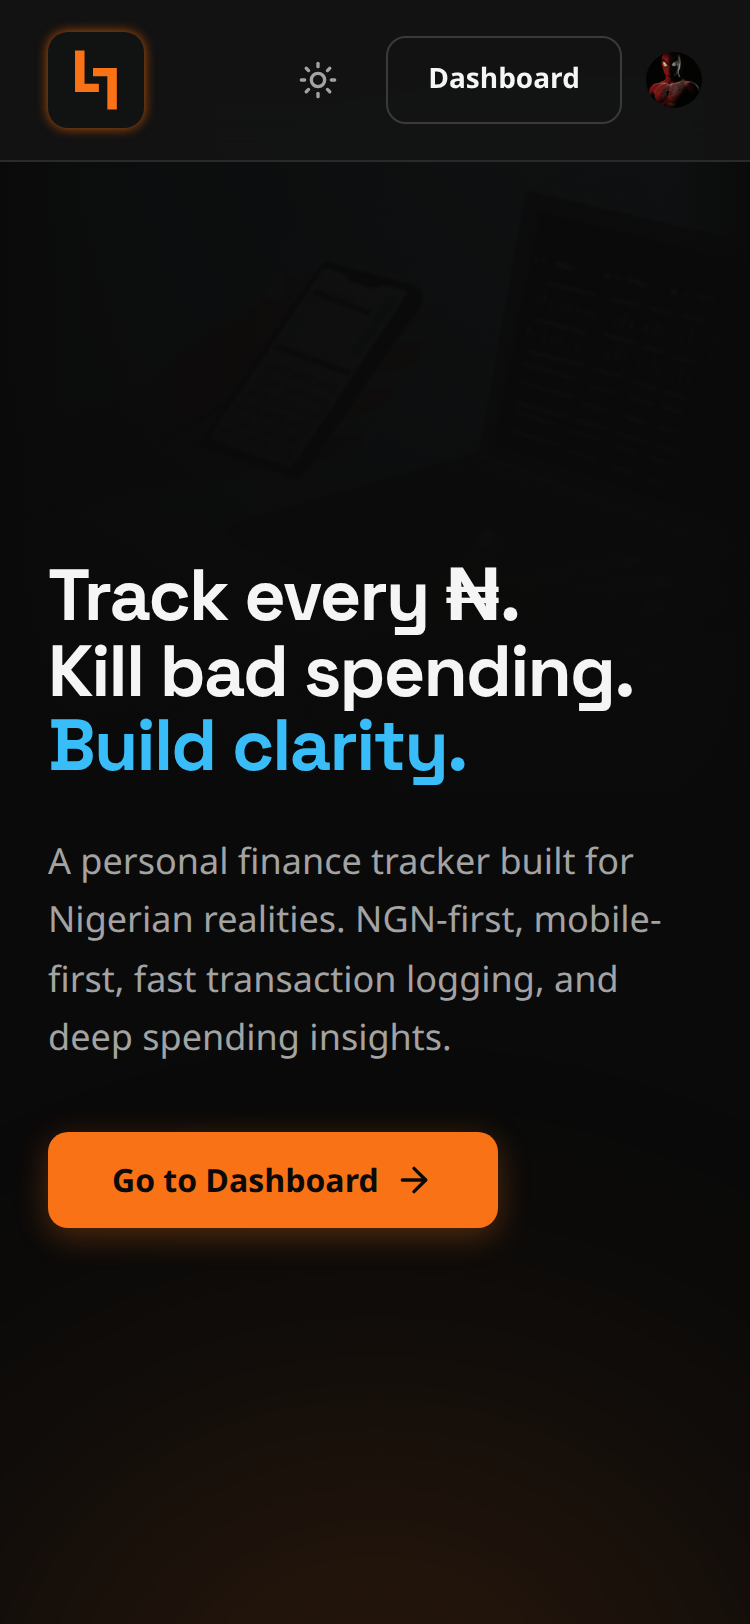 Dashboard
Track every ₦.
Kill bad spending.
Build clarity.
A personal finance tracker built for
Nigerian realities. NGN-first, mobile-
first, fast transaction logging, and
deep spending insights.
Go to Dashboard →